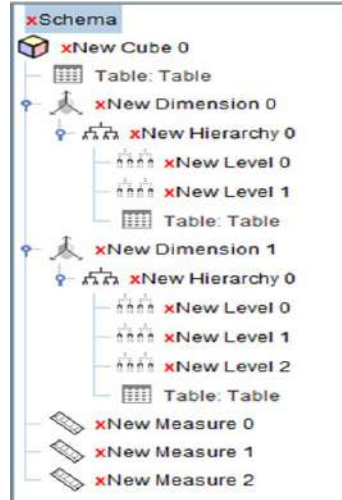 xSchema
xNew Cube 0
Table: Table
xNew Dimension 0
xNew Hierarchy 0
xNew Level 0
xNew Level 1
Table: Table
xNew Dimension 1
xNew Hierarchy 0
xNew Level 0
xNew Level 1
xNew Level 2
Table: Table
xNew Measure 0
xNew Measure 1
xNew Measure 2